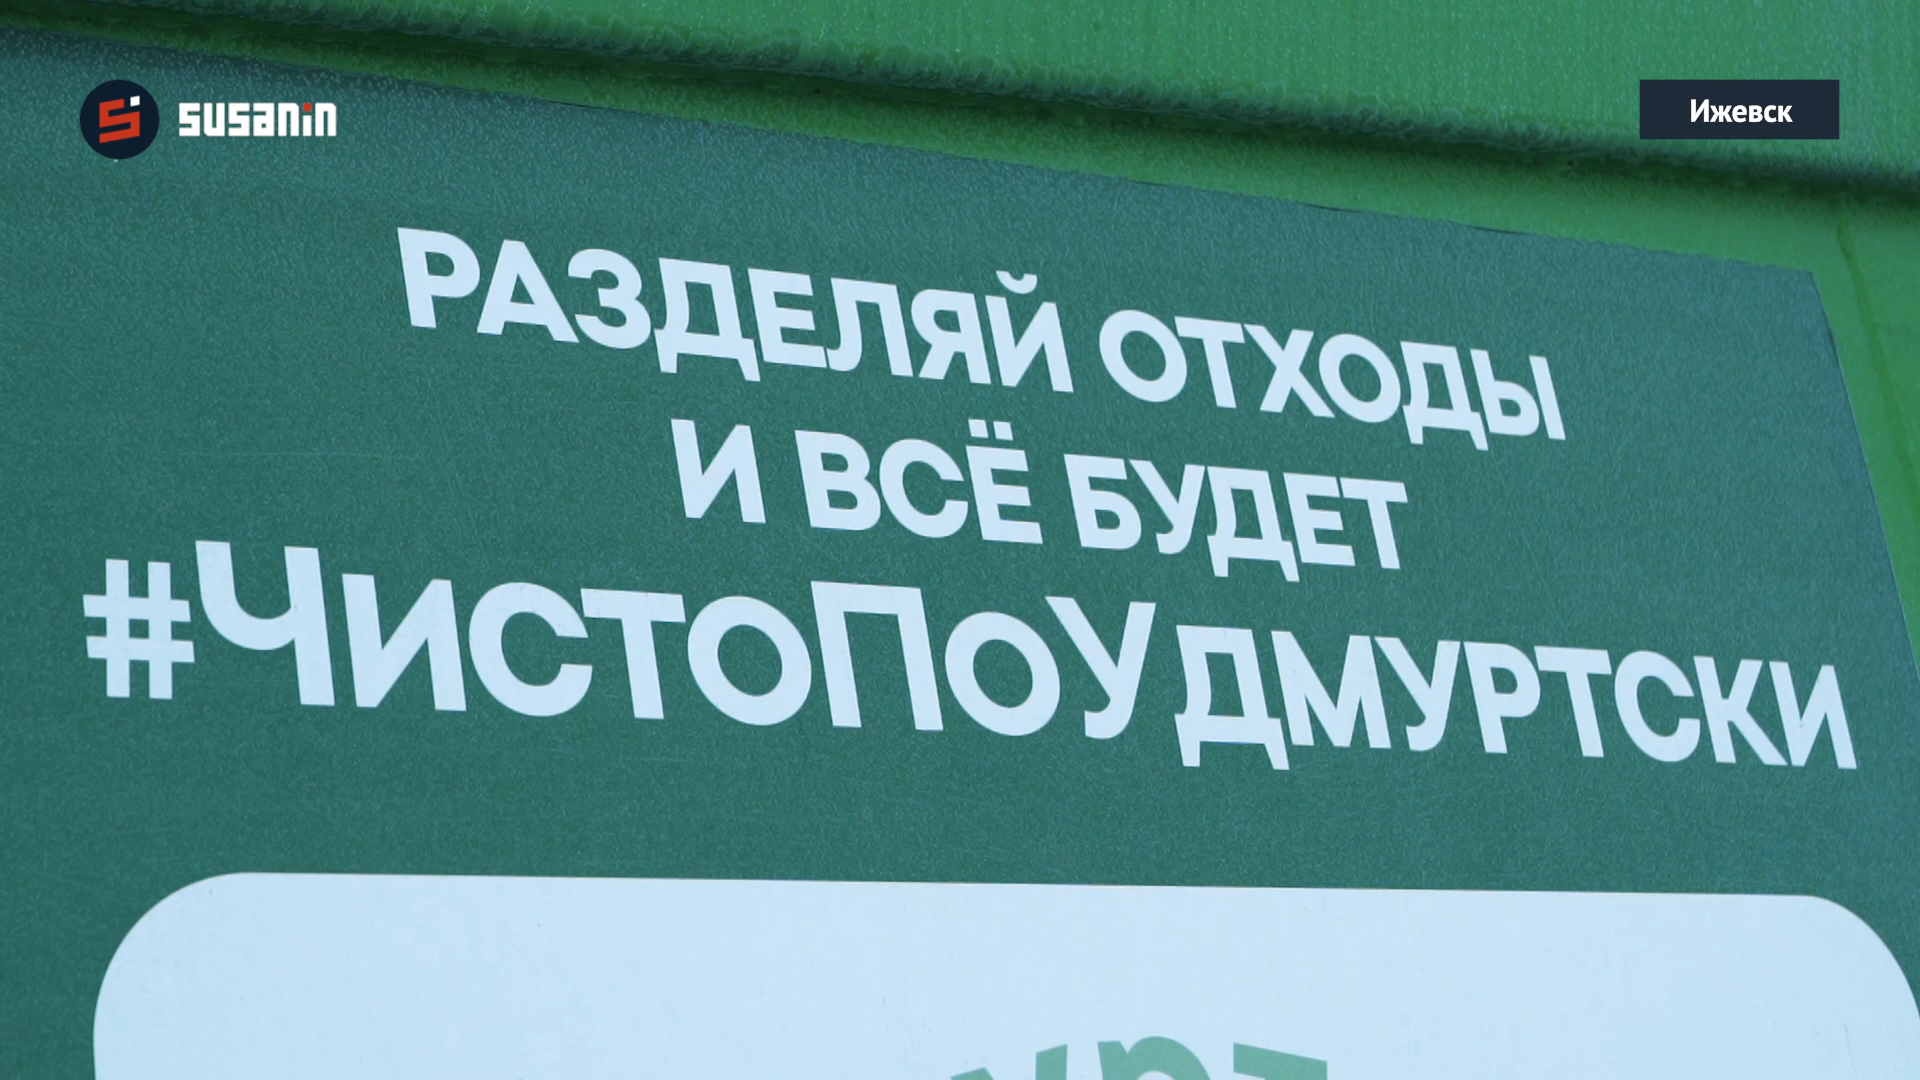 susanin
Ижевск
РАЗДЕЛЯЙ ОТХОДЫ
И ВСЁ БУДЕТ
#ЧистоПоУдмуртски